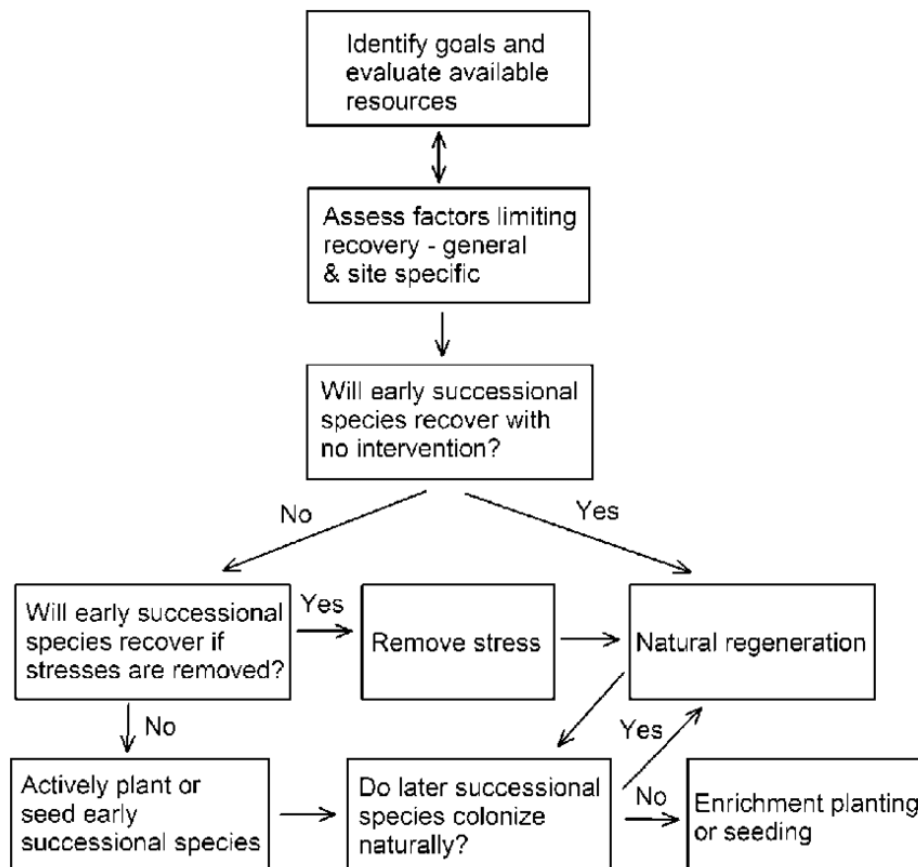 Identify goals and
evaluate available
resources
Assess factors limiting
recovery - general
& site specific
Will early successional
species recover with
no intervention?
No
Yes
Will early successional
species recover if
stresses are removed?
Yes
Remove stress
Natural regeneration
No
Yes
Actively plant or
seed early
successional species
Do later successional
species colonize
naturally?
No
Enrichment planting
or seeding